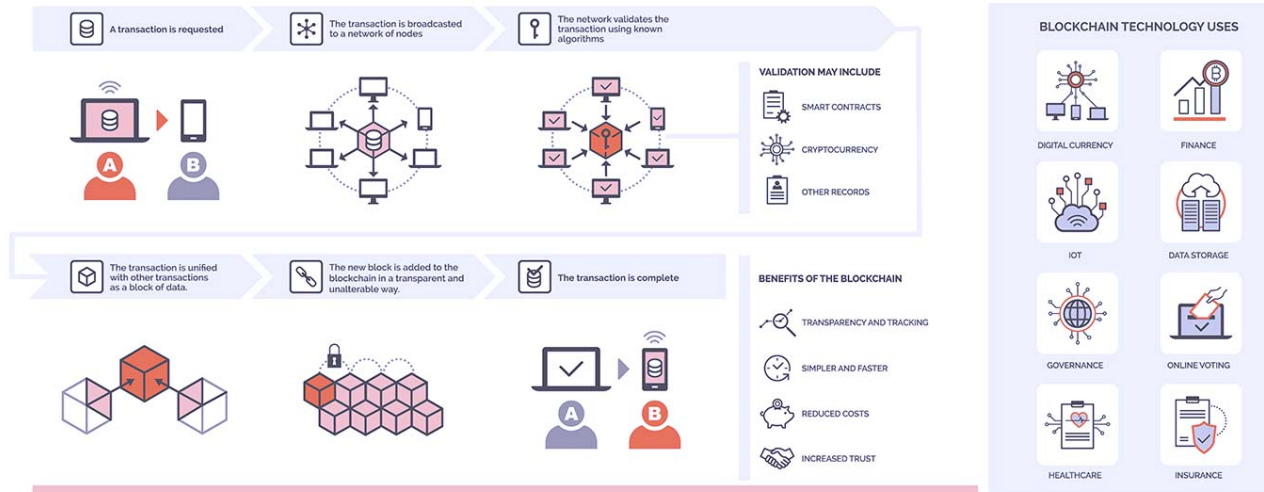 A transaction is requested
The transaction is broadcasted
to a network of nodes
The network validates the
transaction using known
algorithms
A
B
VALIDATION MAY INCLUDE
SMART CONTRACTS
CRYPTOCURRENCY
OTHER RECORDS
The transaction is unified
with other transactions
as a block of data.
The new block is added to the
blockchain in a transparent and
unalterable way.
The transaction is complete
A
B
BENEFITS OF THE BLOCKCHAIN
TRANSPARENCY AND TRACKING
SIMPLER AND FASTER
REDUCED COSTS
INCREASED TRUST
BLOCKCHAIN TECHNOLOGY USES
B
DIGITAL CURRENCY
FINANCE
IOT
DATA STORAGE
GOVERNANCE
ONLINE VOTING
HEALTHCARE
INSURANCE